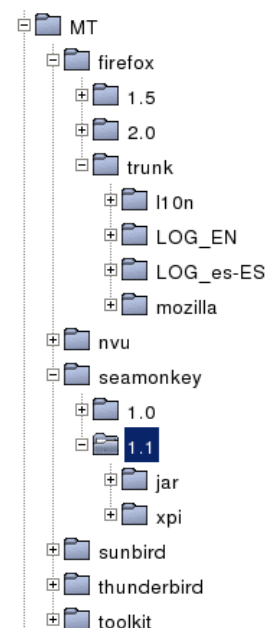 MT
firefox
1.5
2.0
trunk
l10n
LOG_EN
LOG_es-ES
mozilla
nvu
seamonkey
1.0
1.1
jar
xpi
sunbird
thunderbird
toolkit